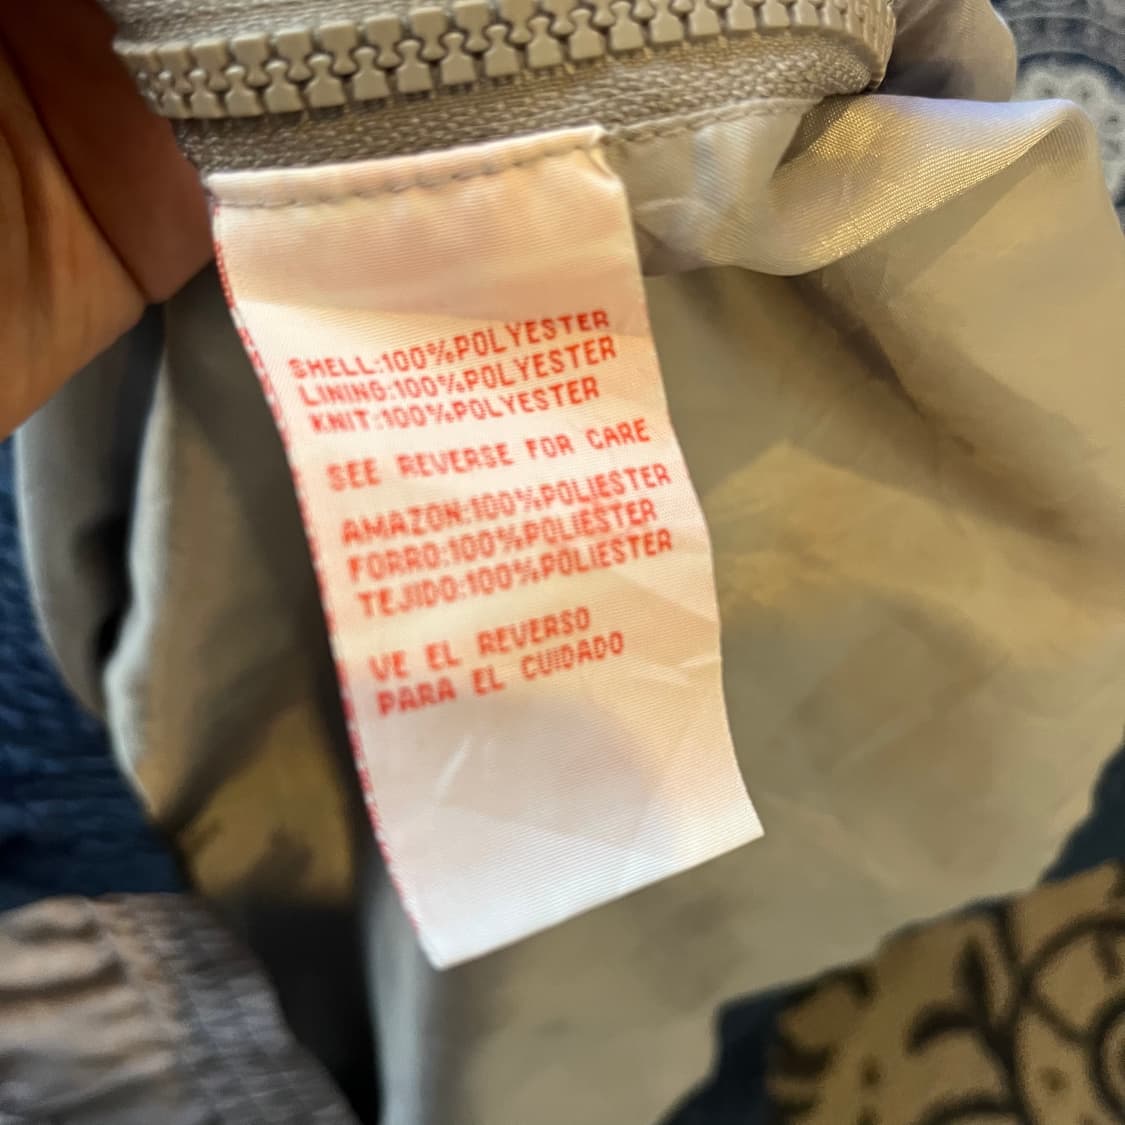 SHELL:100%POLYESTER
LINING:100%POLYESTER
KNIT:100%POLYESTER
SEE REVERSE FOR CARE
AMAZON:100%POLIESTER
FORRO:100%POLIESTER
TEJIDO:100%POLIESTER
VE EL REVERSO
PARA EL CUIDADO